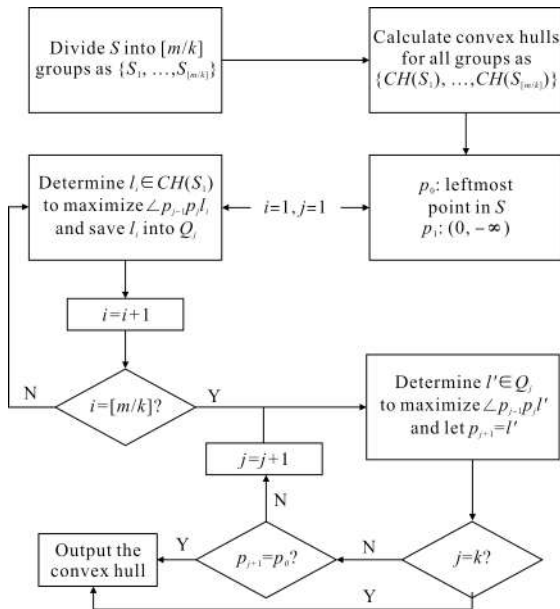 Divide S into [m/k]
groups as {S₁, …,S[m/k]}
Calculate convex hulls
for all groups as
{CH(S₁), …,CH(S[m/k])}
Determine lᵢ∈CH(S₁)
to maximize ∠pⱼ₋₁pⱼlᵢ
and save lᵢ into Qⱼ
i=1, j=1
p₀: leftmost
point in S
p₁: (0, −∞)
i=i+1
N
i=[m/k]?
Y
Determine l'∈Qⱼ
to maximize ∠pⱼ₋₁pⱼl'
and let pⱼ₊₁=l'
j=j+1
N
Output the
convex hull
Y
pⱼ₊₁=p₀?
N
j=k?
Y